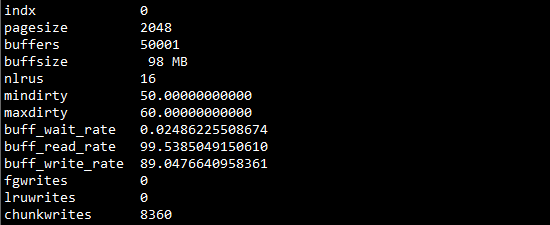 indx 0
pagesize 2048
buffers 50001
buffsize 98 MB
nlrus 16
mindirty 50.00000000000
maxdirty 60.00000000000
buff_wait_rate 0.02486225508674
buff_read_rate 99.5385049150610
buff_write_rate 89.0476640958361
fgwrites 0
lruwrites 0
chunkwrites 8360